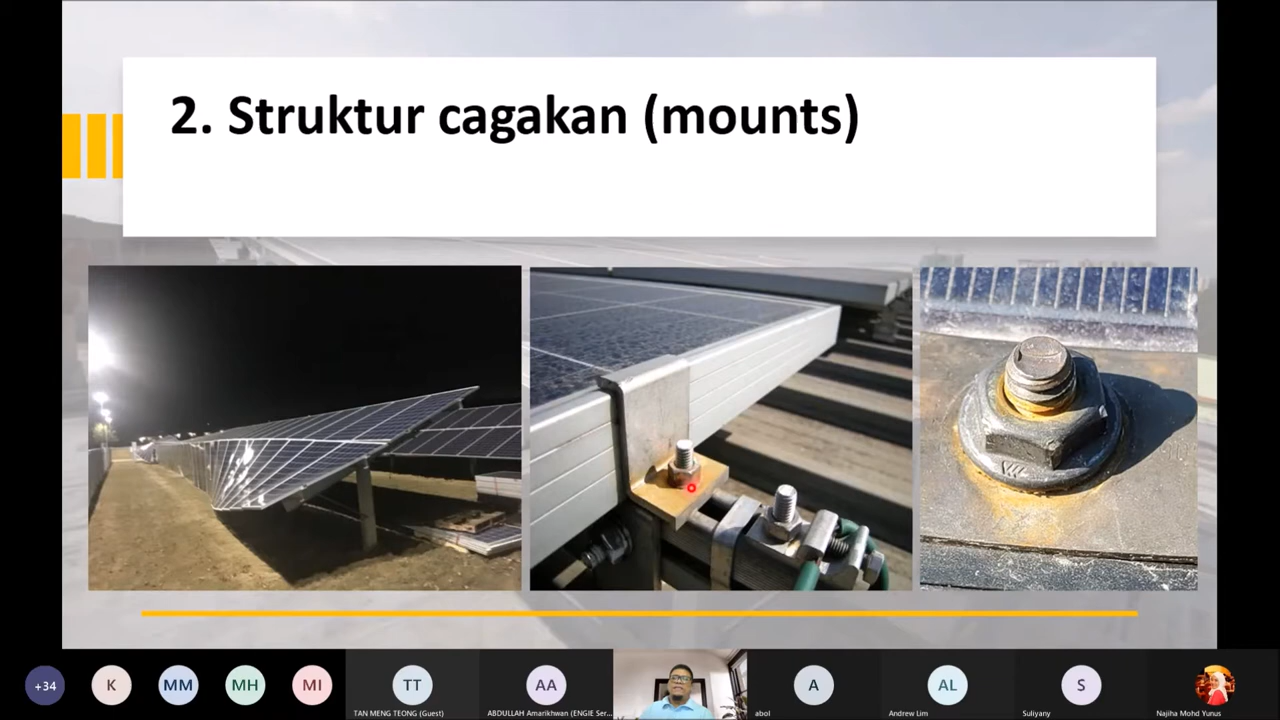 2. Struktur cagakan (mounts)
+34
K
MM
MH
MI
TT
TAN MENG TEONG (Guest)
AA
ABDULLAH Amarikhwan (ENGIE Ser...
A
abol
AL
Andrew Lim
S
Suliyany
Najiha Mohd Yunus